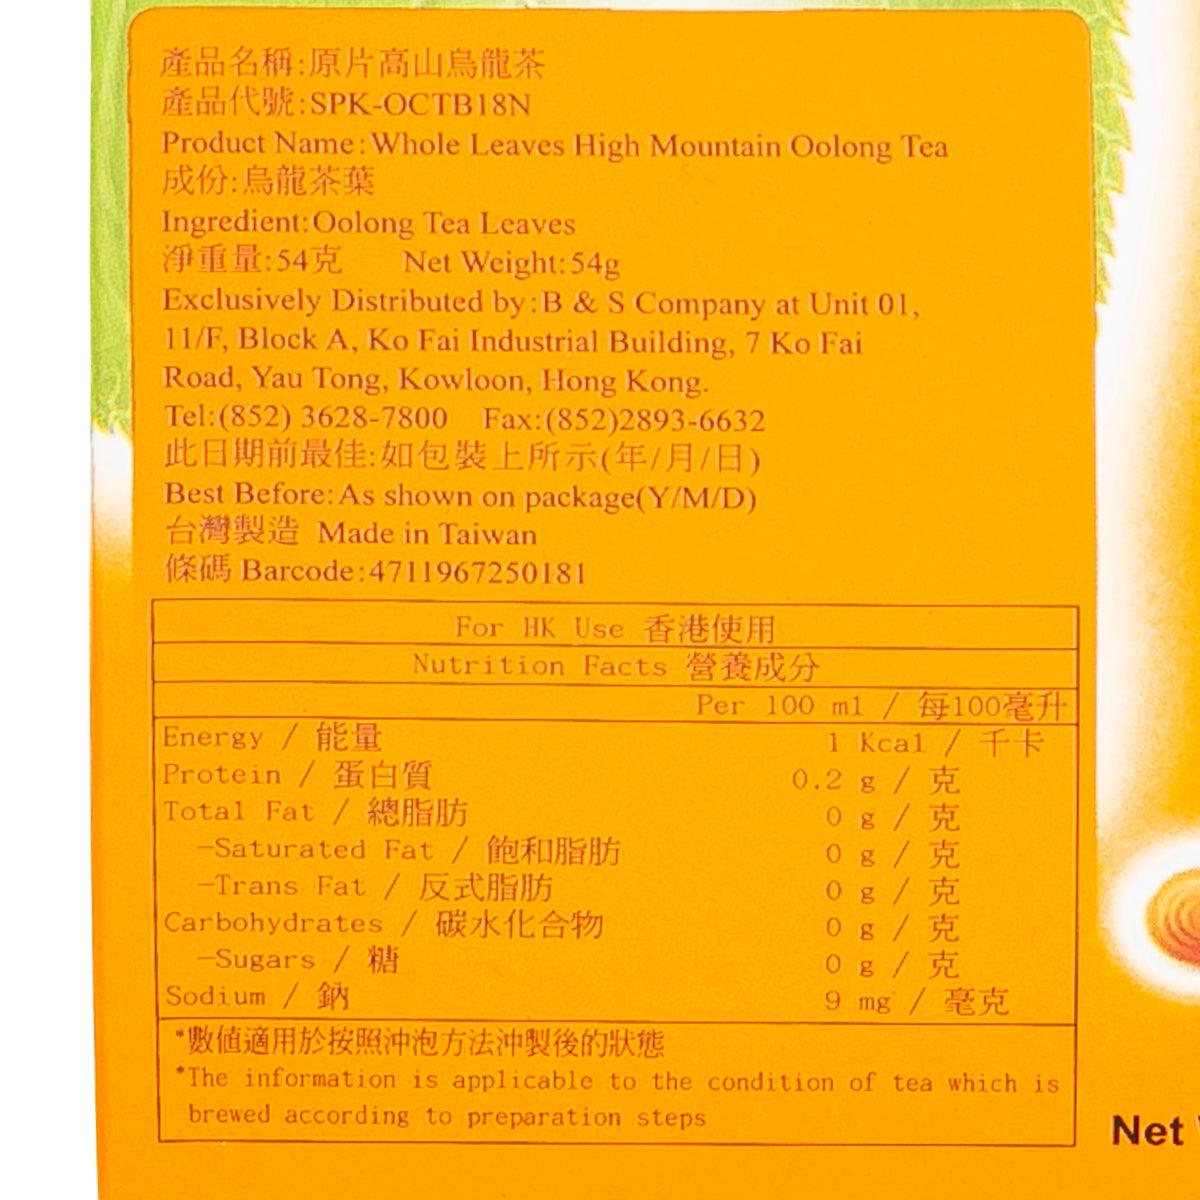 產品名稱:原片高山烏龍茶
產品代號:SPK-OCTB18N
Product Name:Whole Leaves High Mountain Oolong Tea
成份:烏龍茶葉
Ingredient:Oolong Tea Leaves
淨重量:54克 Net Weight:54g
Exclusively Distributed by:B & S Company at Unit 01,
11/F, Block A, Ko Fai Industrial Building, 7 Ko Fai
Road, Yau Tong, Kowloon, Hong Kong.
Tel:(852) 3628-7800 Fax:(852)2893-6632
此日期前最佳:如包裝上所示(年/月/日)
Best Before:As shown on package(Y/M/D)
台灣製造 Made in Taiwan
條碼 Barcode:4711967250181
For HK Use 香港使用
Nutrition Facts 營養成分
Per 100 ml / 每100毫升
Energy / 能量 1 Kcal / 千卡
Protein / 蛋白質 0.2 g / 克
Total Fat / 總脂肪 0 g / 克
-Saturated Fat / 飽和脂肪 0 g / 克
-Trans Fat / 反式脂肪 0 g / 克
Carbohydrates / 碳水化合物 0 g / 克
-Sugars / 糖 0 g / 克
Sodium / 鈉 9 mg / 毫克
*數值適用於按照沖泡方法沖製後的狀態
*The information is applicable to the condition of tea which is
brewed according to preparation steps
Net